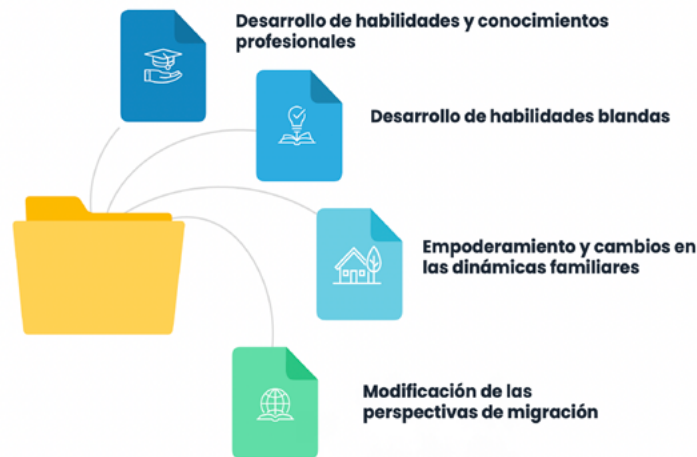 Desarrollo de habilidades y conocimientos
profesionales
Desarrollo de habilidades blandas
Empoderamiento y cambios en
las dinámicas familiares
Modificación de las
perspectivas de migración